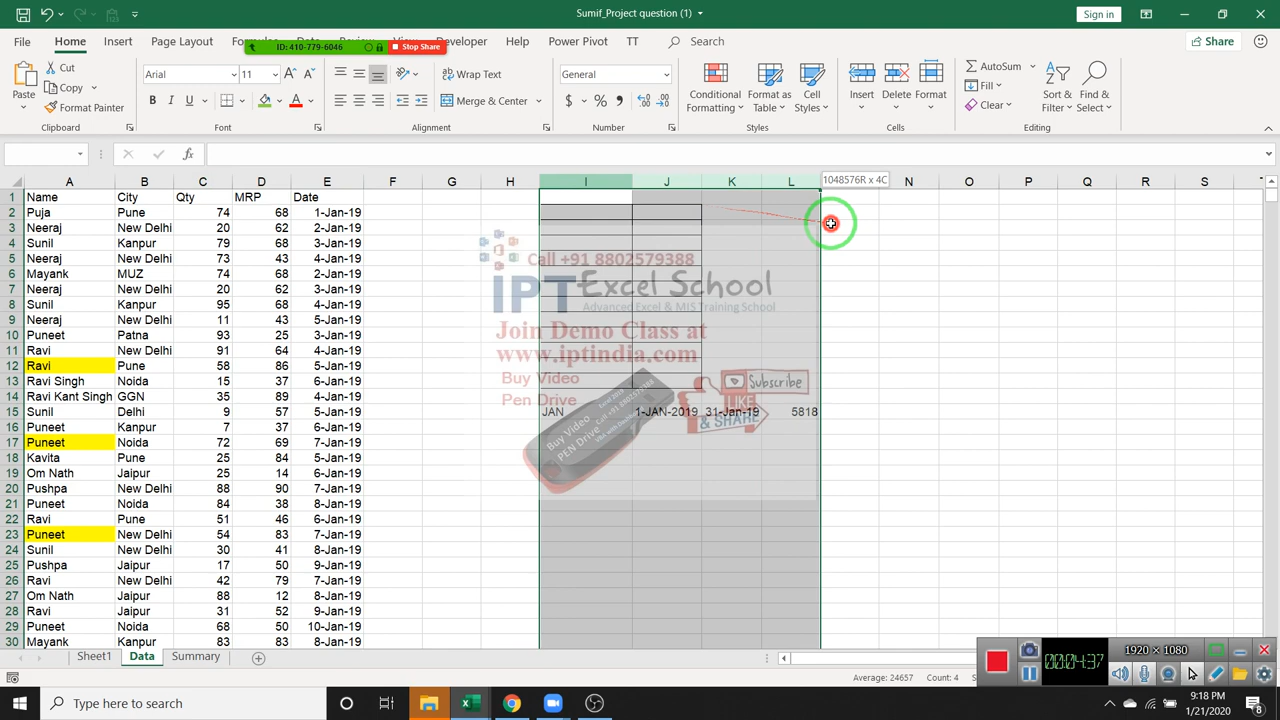 Sumif_Project question (1)
Sign in
File Home Insert Page Layout Formulas Developer Help Power Pivot TT Search Share
ID: 410-779-6046 Stop Share
Paste Cut Copy Format Painter Clipboard
Arial 11 B I U Font
Wrap Text Merge & Center Alignment
General $ % Number
Conditional Formatting Format as Table Cell Styles Styles
Insert Delete Format Cells
AutoSum Fill Clear Sort & Filter Find & Select Editing
fx
A B C D E F G H I J K L N O P Q R S
1048576R x 4C
1 Name City Qty MRP Date
2 Puja Pune 74 68 1-Jan-19
3 Neeraj New Delhi 20 62 2-Jan-19
4 Sunil Kanpur 79 68 3-Jan-19
5 Neeraj New Delhi 73 43 4-Jan-19
6 Mayank MUZ 74 68 2-Jan-19
7 Neeraj New Delhi 20 62 3-Jan-19
8 Sunil Kanpur 95 68 4-Jan-19
9 Neeraj New Delhi 11 43 5-Jan-19
10 Puneet Patna 93 25 3-Jan-19
11 Ravi New Delhi 91 64 4-Jan-19
12 Ravi Pune 58 86 5-Jan-19
13 Ravi Singh Noida 15 37 6-Jan-19
14 Ravi Kant Singh GGN 35 89 4-Jan-19
15 Sunil Delhi 9 67 5-Jan-19 JAN 1-JAN-2019 31-Jan-19 5818
16 Puneet Kanpur 7 37 6-Jan-19
17 Puneet Noida 72 69 7-Jan-19
18 Kavita Pune 25 84 5-Jan-19
19 Om Nath Jaipur 25 14 6-Jan-19
20 Pushpa New Delhi 88 90 7-Jan-19
21 Puneet Noida 84 38 8-Jan-19
22 Ravi Pune 51 46 6-Jan-19
23 Puneet New Delhi 54 83 7-Jan-19
24 Sunil Noida 30 41 8-Jan-19
25 Pushpa Jaipur 17 50 9-Jan-19
26 Ravi New Delhi 42 79 7-Jan-19
27 Om Nath Jaipur 88 12 8-Jan-19
28 Ravi Jaipur 31 52 9-Jan-19
29 Puneet Noida 68 50 10-Jan-19
30 Mayank Kanpur 83 83 8-Jan-19
Call +91 8802579388
IPT Excel School
Advanced Excel & MIS Training School
Join Demo Class at
www.iptindia.com
Buy Video
Pen Drive
Subscribe
LIKE
& SHARE
Buy Video
PEN DRIVE
Sheet1 Data Summary
Average: 24657 Count: 4
1920 × 1080
00:04:37
Type here to search
9:18 PM
1/21/2020